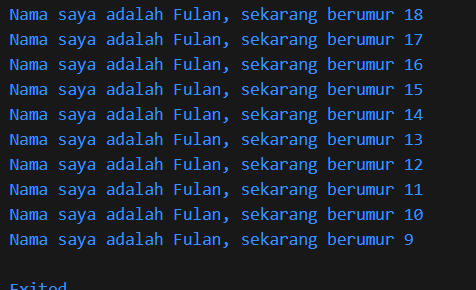 Nama saya adalah Fulan, sekarang berumur 18
Nama saya adalah Fulan, sekarang berumur 17
Nama saya adalah Fulan, sekarang berumur 16
Nama saya adalah Fulan, sekarang berumur 15
Nama saya adalah Fulan, sekarang berumur 14
Nama saya adalah Fulan, sekarang berumur 13
Nama saya adalah Fulan, sekarang berumur 12
Nama saya adalah Fulan, sekarang berumur 11
Nama saya adalah Fulan, sekarang berumur 10
Nama saya adalah Fulan, sekarang berumur 9
Exited